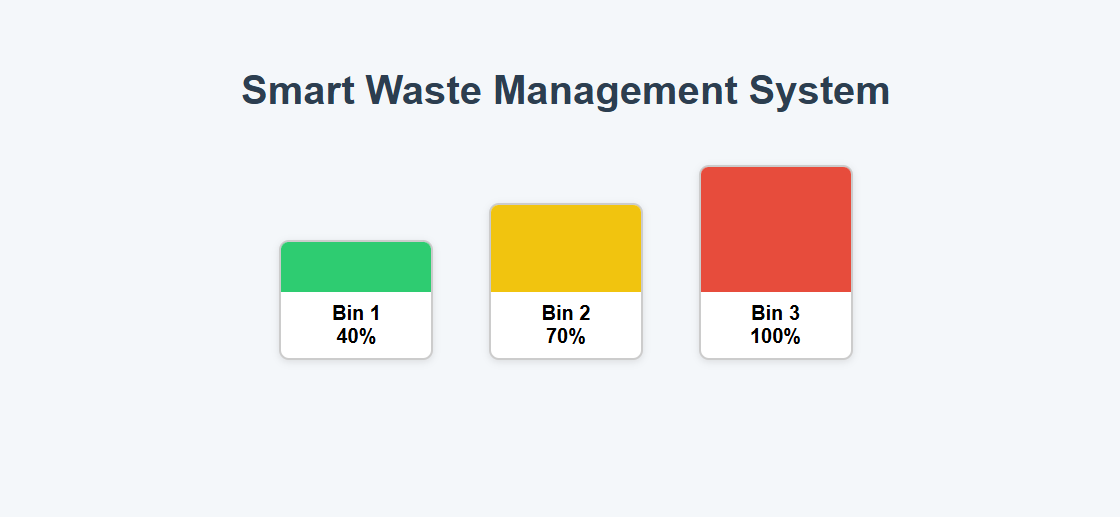 Smart Waste Management System
Bin 1
40%
Bin 2
70%
Bin 3
100%